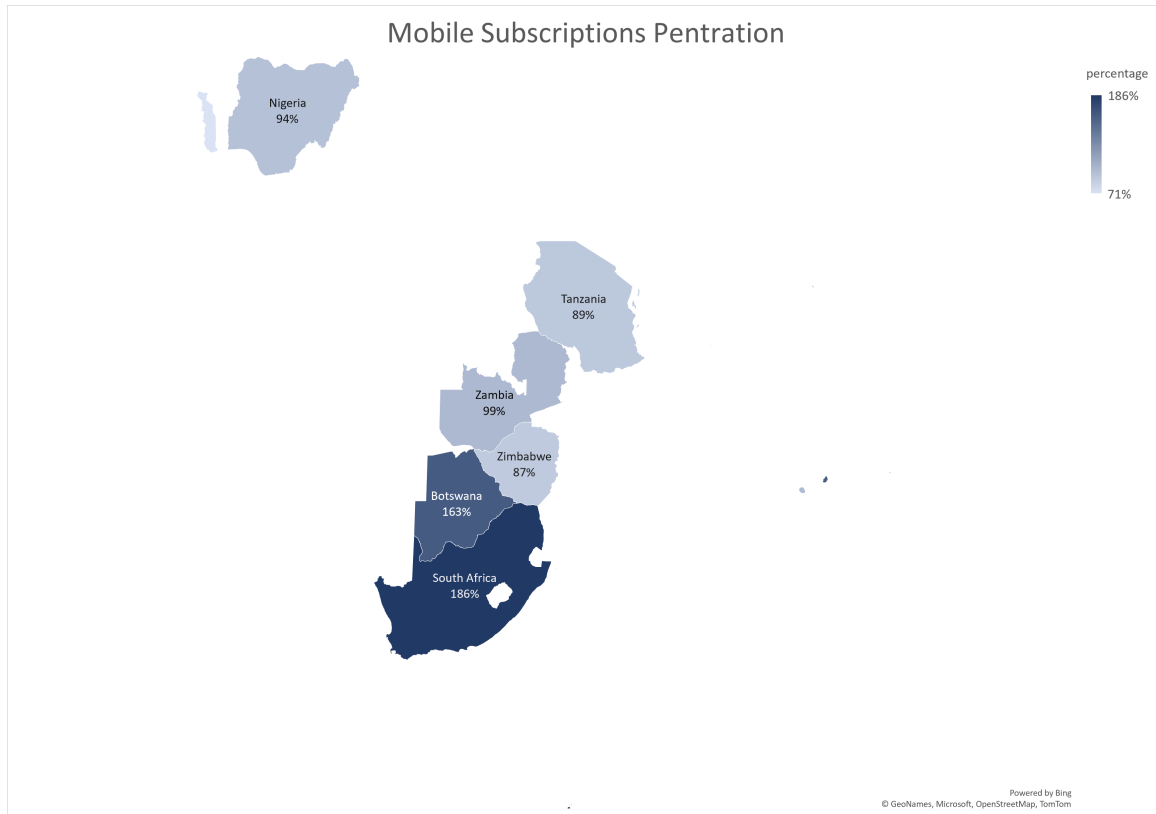 Mobile Subscriptions Pentration
percentage
186%
71%
Nigeria
94%
Tanzania
89%
Zambia
99%
Zimbabwe
87%
Botswana
163%
South Africa
186%
Powered by Bing
© GeoNames, Microsoft, OpenStreetMap, TomTom